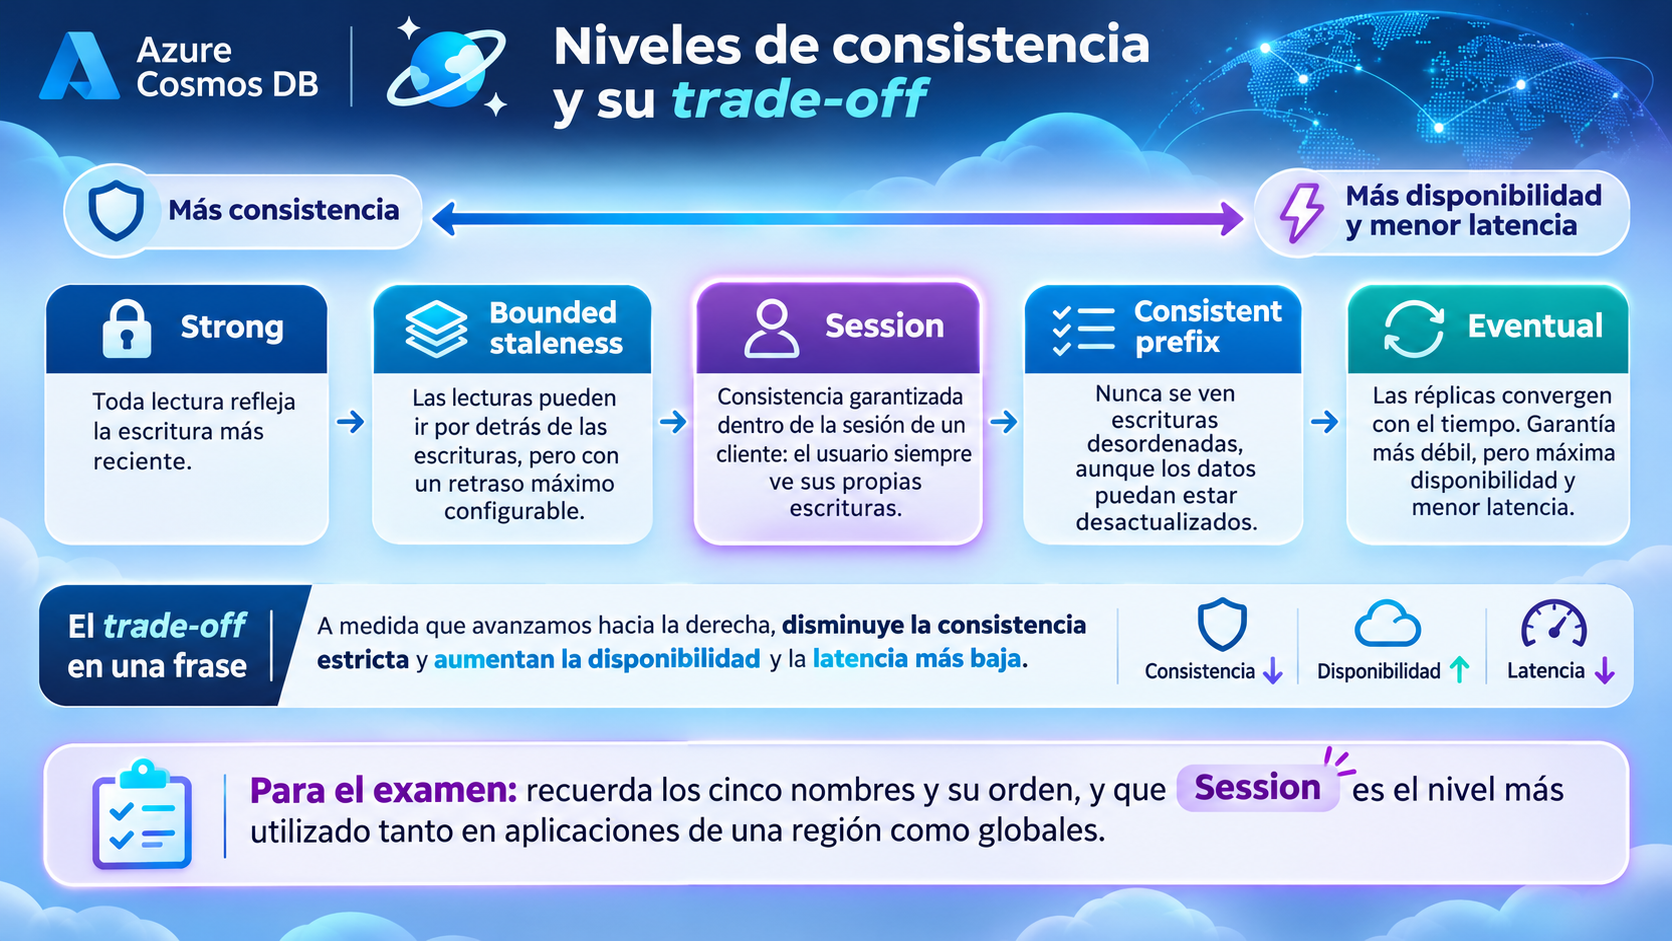 Azure
Cosmos DB
Niveles de consistencia
y su trade-off
Más consistencia
Más disponibilidad
y menor latencia
Strong
Toda lectura refleja
la escritura más
reciente.
Bounded
staleness
Las lecturas pueden
ir por detrás de las
escrituras, pero con
un retraso máximo
configurable.
Session
Consistencia garantizada
dentro de la sesión de un
cliente: el usuario siempre
ve sus propias
escrituras.
Consistent
prefix
Nunca se ven
escrituras
desordenadas,
aunque los datos
puedan estar
desactualizados.
Eventual
Las réplicas convergen
con el tiempo. Garantía
más débil, pero máxima
disponibilidad y
menor latencia.
El trade-off
en una frase
A medida que avanzamos hacia la derecha, disminuye la consistencia
estricta y aumentan la disponibilidad y la latencia más baja.
Consistencia ↓
Disponibilidad ↑
Latencia ↓
Para el examen: recuerda los cinco nombres y su orden, y que Session es el nivel más
utilizado tanto en aplicaciones de una región como globales.